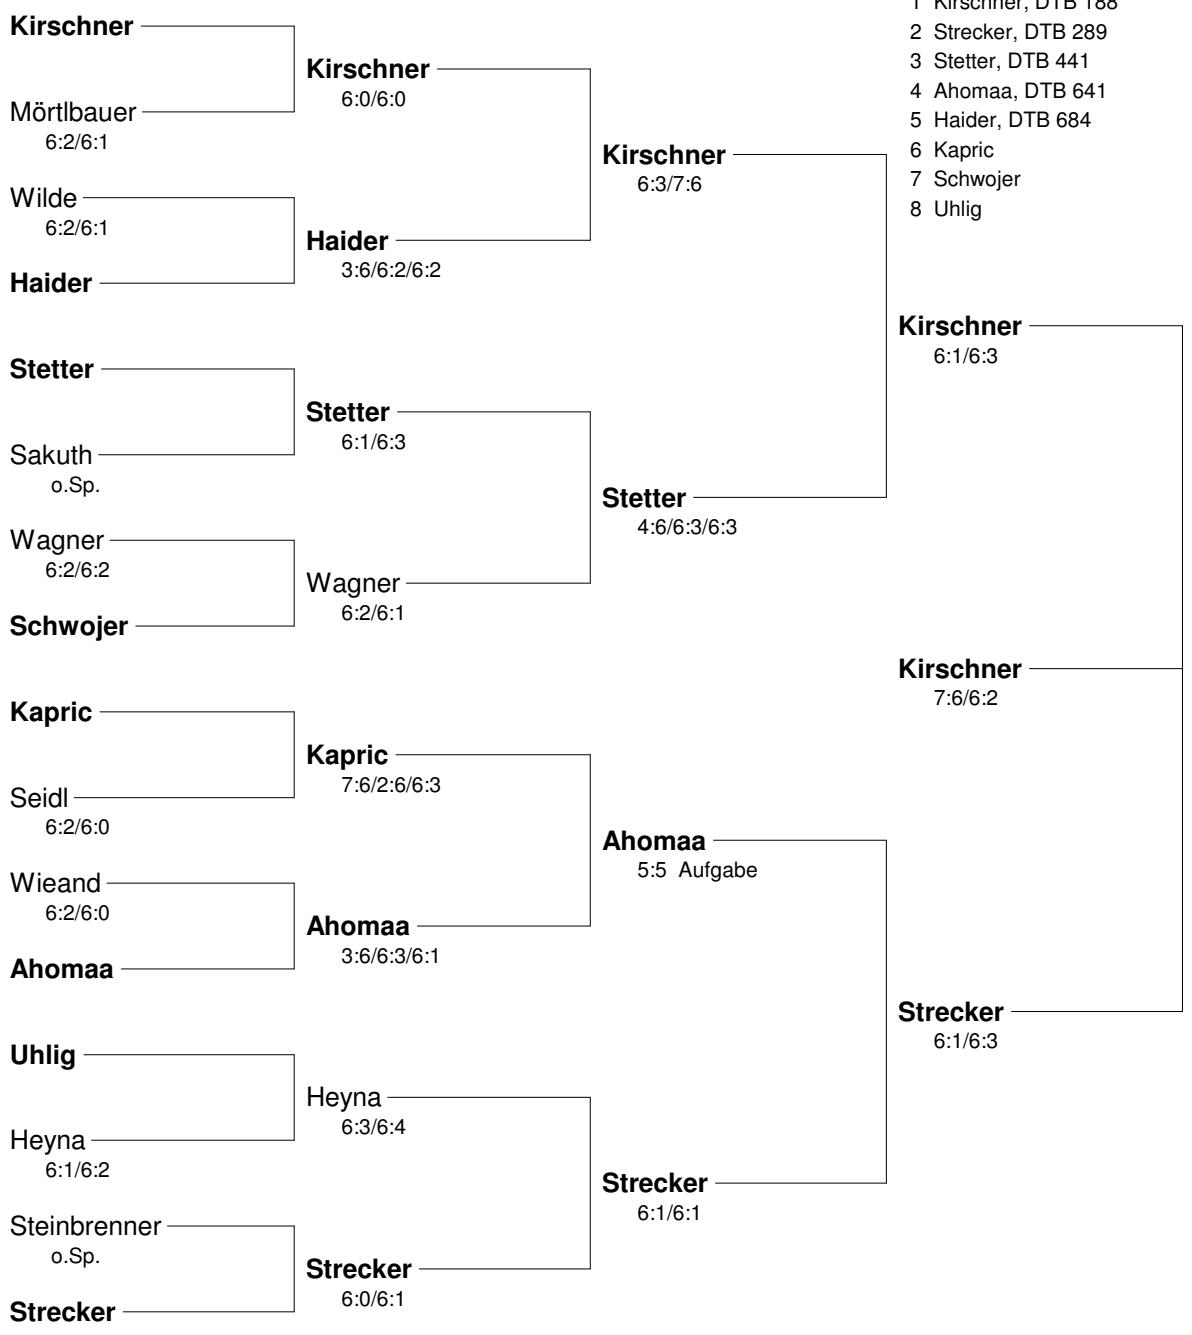 1 Kirschner, DTB 188
2 Strecker, DTB 289
3 Stetter, DTB 441
4 Ahomaa, DTB 641
5 Haider, DTB 684
6 Kapric
7 Schwojer
8 Uhlig
Kirschner
Mörtlbauer
6:2/6:1
Wilde
6:2/6:1
Haider
Stetter
Sakuth
o.Sp.
Wagner
6:2/6:2
Schwojer
Kapric
Seidl
6:2/6:0
Wieand
6:2/6:0
Ahomaa
Uhlig
Heyna
6:1/6:2
Steinbrenner
o.Sp.
Strecker
Kirschner
6:0/6:0
Haider
3:6/6:2/6:2
Stetter
6:1/6:3
Wagner
6:2/6:1
Kapric
7:6/2:6/6:3
Ahomaa
3:6/6:3/6:1
Heyna
6:3/6:4
Strecker
6:0/6:1
Kirschner
6:3/7:6
Stetter
4:6/6:3/6:3
Ahomaa
5:5 Aufgabe
Strecker
6:1/6:1
Kirschner
6:1/6:3
Kirschner
7:6/6:2
Strecker
6:1/6:3